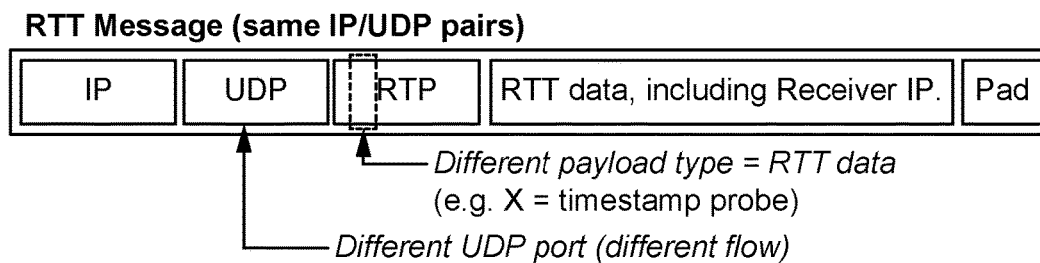 RTT Message (same IP/UDP pairs)
IP UDP RTP RTT data, including Receiver IP. Pad
Different payload type = RTT data
(e.g. X = timestamp probe)
Different UDP port (different flow)